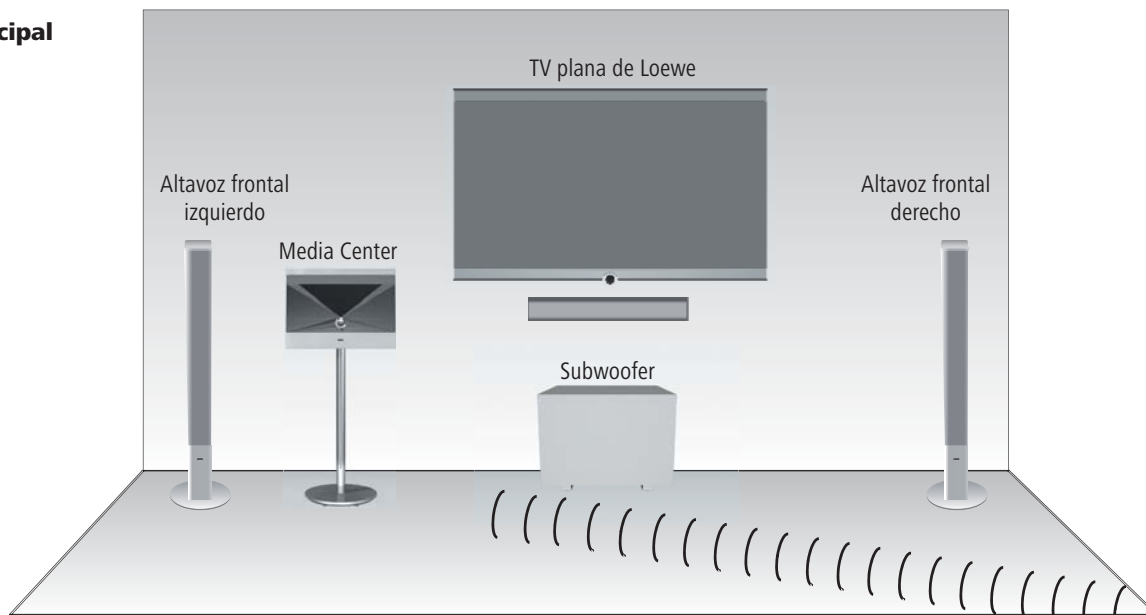 cipal
TV plana de Loewe
Altavoz frontal
izquierdo
Altavoz frontal
derecho
Media Center
Subwoofer